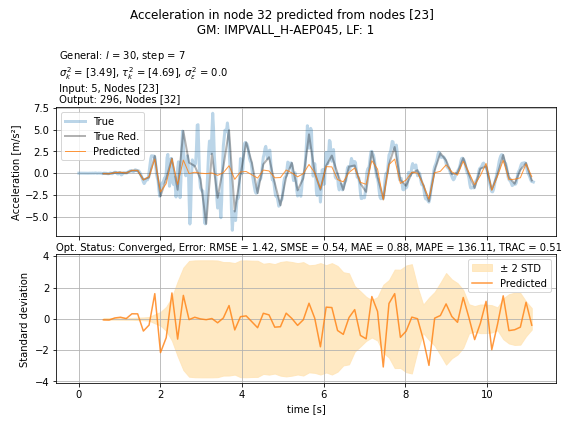 Acceleration in node 32 predicted from nodes [23]
GM: IMPVALL_H-AEP045, LF: 1
General: l = 30, step = 7
σ²ₖ = [3.49], τ²ₖ = [4.69], σ²ε = 0.0
Input: 5, Nodes [23]
Output: 296, Nodes [32]
7.5
5.0
2.5
0.0
−2.5
−5.0
Acceleration [m/s²]
True
True Red.
Predicted
Opt. Status: Converged, Error: RMSE = 1.42, SMSE = 0.54, MAE = 0.88, MAPE = 136.11, TRAC = 0.51
4
2
0
−2
−4
Standard deviation
± 2 STD
Predicted
0 2 4 6 8 10
time [s]